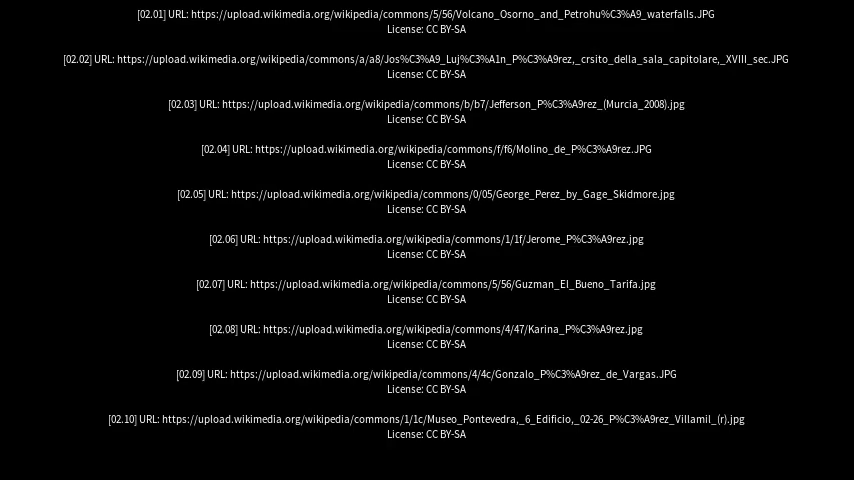 [02.01] URL: https://upload.wikimedia.org/wikipedia/commons/5/56/Volcano_Osorno_and_Petrohu%C3%A9_waterfalls.JPG
License: CC BY-SA
[02.02] URL: https://upload.wikimedia.org/wikipedia/commons/a/a8/Jos%C3%A9_Luj%C3%A1n_P%C3%A9rez,_crsito_della_sala_capitolare,_XVIII_sec.JPG
License: CC BY-SA
[02.03] URL: https://upload.wikimedia.org/wikipedia/commons/b/b7/Jefferson_P%C3%A9rez_(Murcia_2008).jpg
License: CC BY-SA
[02.04] URL: https://upload.wikimedia.org/wikipedia/commons/f/f6/Molino_de_P%C3%A9rez.JPG
License: CC BY-SA
[02.05] URL: https://upload.wikimedia.org/wikipedia/commons/0/05/George_Perez_by_Gage_Skidmore.jpg
License: CC BY-SA
[02.06] URL: https://upload.wikimedia.org/wikipedia/commons/1/1f/Jerome_P%C3%A9rez.jpg
License: CC BY-SA
[02.07] URL: https://upload.wikimedia.org/wikipedia/commons/5/56/Guzman_El_Bueno_Tarifa.jpg
License: CC BY-SA
[02.08] URL: https://upload.wikimedia.org/wikipedia/commons/4/47/Karina_P%C3%A9rez.jpg
License: CC BY-SA
[02.09] URL: https://upload.wikimedia.org/wikipedia/commons/4/4c/Gonzalo_P%C3%A9rez_de_Vargas.JPG
License: CC BY-SA
[02.10] URL: https://upload.wikimedia.org/wikipedia/commons/1/1c/Museo_Pontevedra,_6_Edificio,_02-26_P%C3%A9rez_Villamil_(r).jpg
License: CC BY-SA